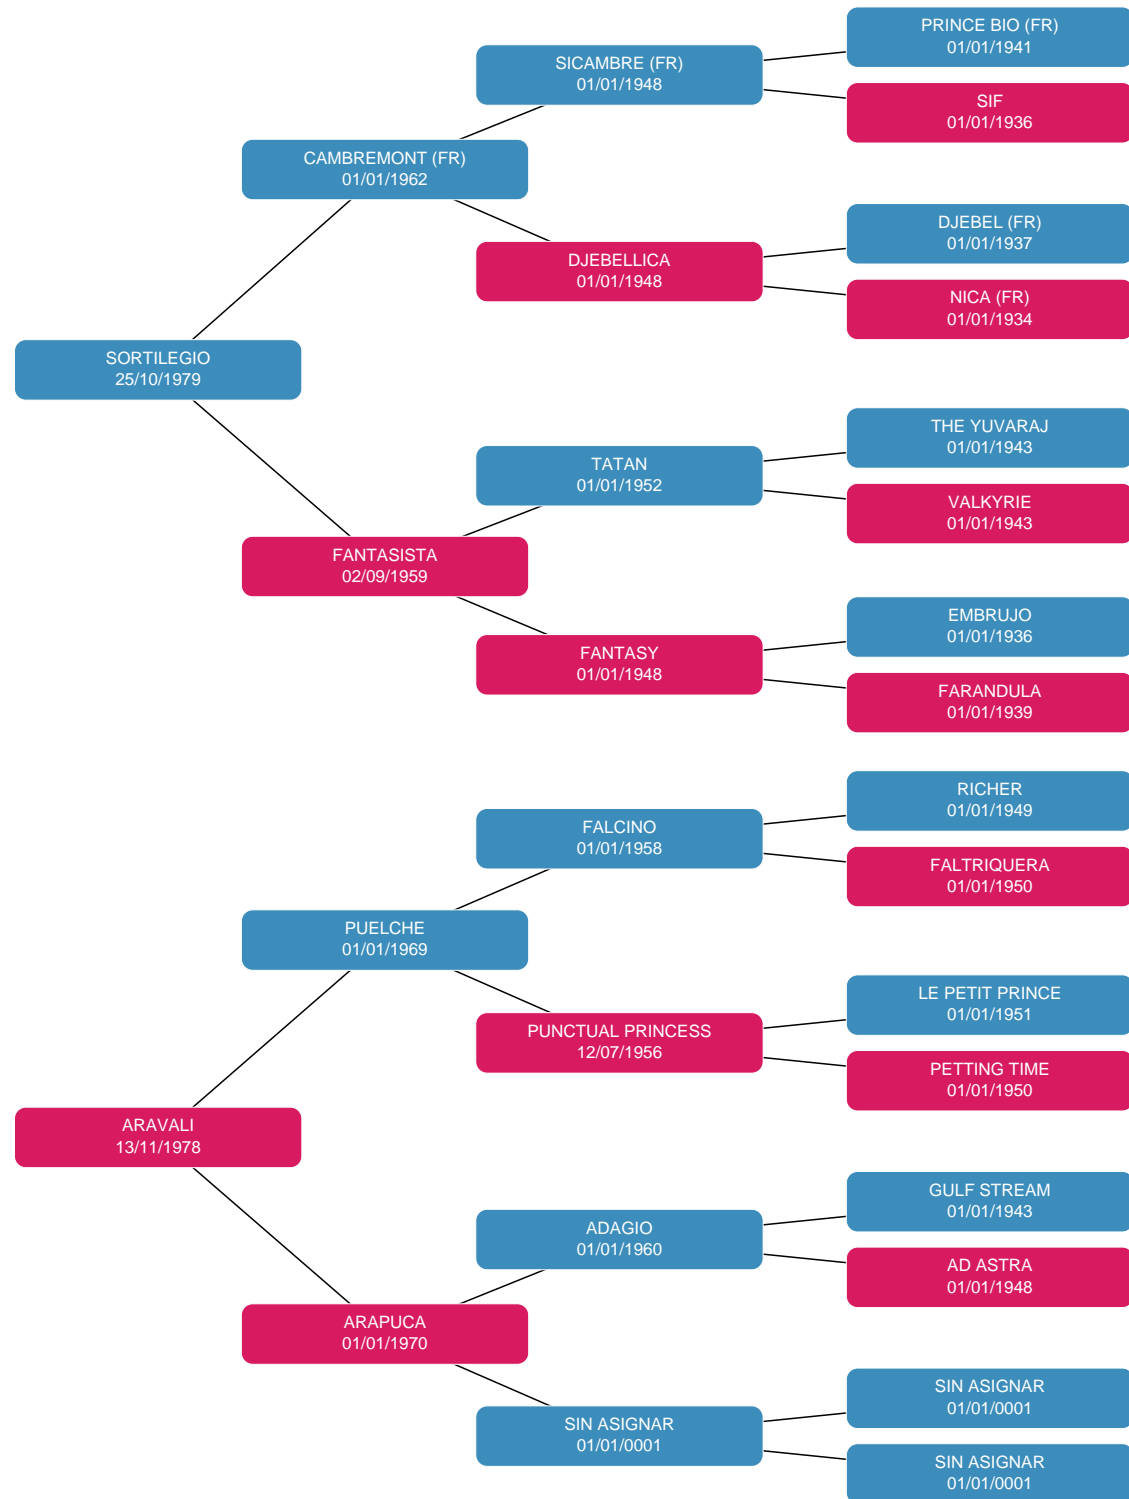 PRINCE BIO (FR)
01/01/1941
SICAMBRE (FR)
01/01/1948
SIF
01/01/1936
CAMBREMONT (FR)
01/01/1962
DJEBEL (FR)
01/01/1937
DJEBELLICA
01/01/1948
NICA (FR)
01/01/1934
SORTILEGIO
25/10/1979
THE YUVARAJ
01/01/1943
TATAN
01/01/1952
VALKYRIE
01/01/1943
FANTASISTA
02/09/1959
EMBRUJO
01/01/1936
FANTASY
01/01/1948
FARANDULA
01/01/1939
RICHER
01/01/1949
FALCINO
01/01/1958
FALTRIQUERA
01/01/1950
PUELCHE
01/01/1969
LE PETIT PRINCE
01/01/1951
PUNCTUAL PRINCESS
12/07/1956
PETTING TIME
01/01/1950
ARAVALI
13/11/1978
GULF STREAM
01/01/1943
ADAGIO
01/01/1960
AD ASTRA
01/01/1948
ARAPUCA
01/01/1970
SIN ASIGNAR
01/01/0001
SIN ASIGNAR
01/01/0001
SIN ASIGNAR
01/01/0001